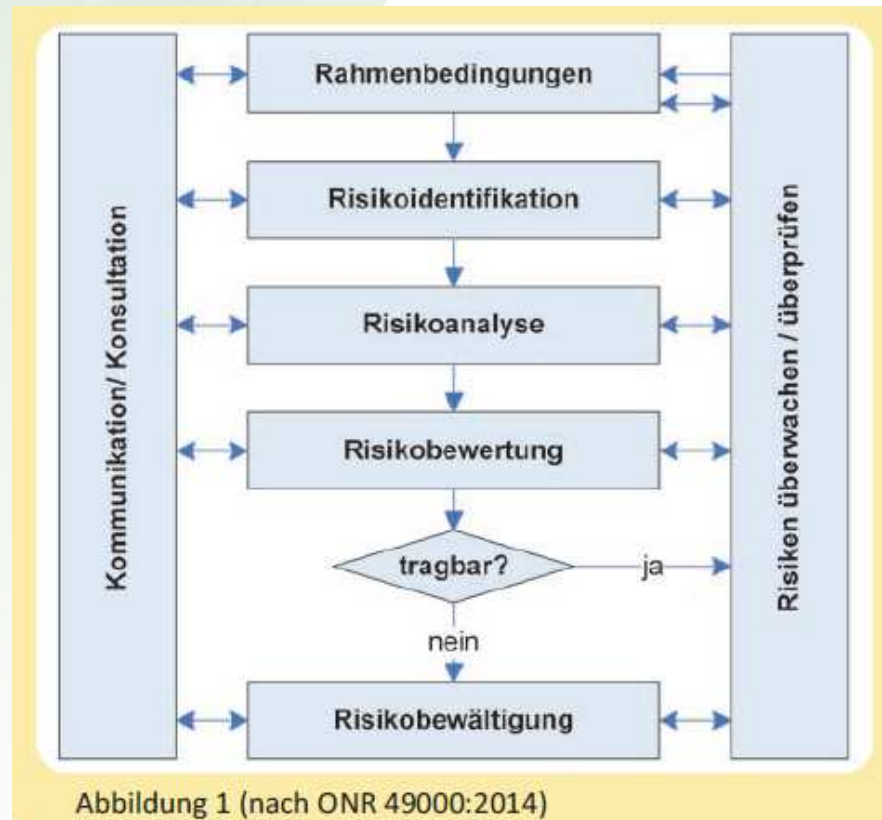 Rahmenbedingungen
Risikoidentifikation
Risikoanalyse
Risikobewertung
tragbar?
ja
nein
Risikobewältigung
Kommunikation/ Konsultation
Risiken überwachen / überprüfen
Abbildung 1 (nach ONR 49000:2014)